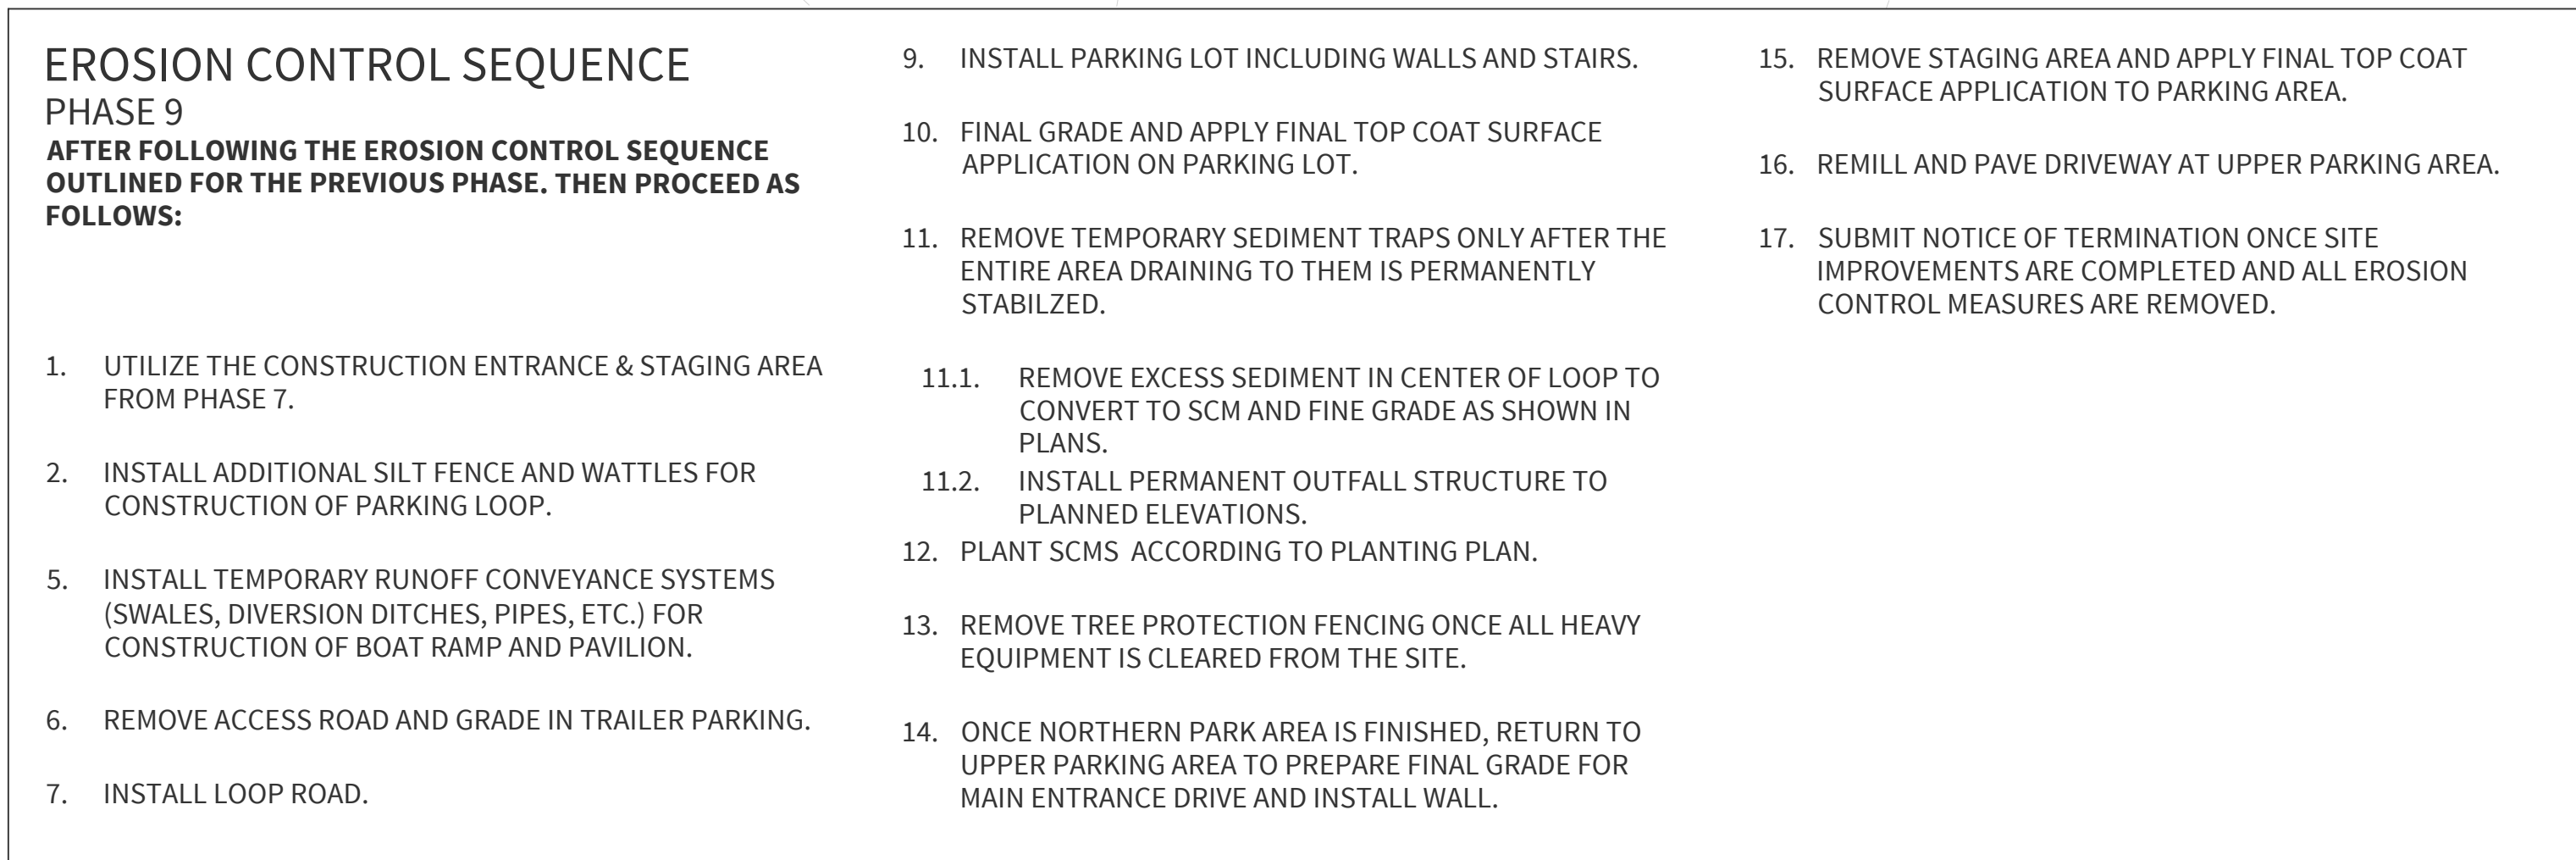 EROSION CONTROL SEQUENCE
PHASE 9
AFTER FOLLOWING THE EROSION CONTROL SEQUENCE
OUTLINED FOR THE PREVIOUS PHASE. THEN PROCEED AS
FOLLOWS:
1. UTILIZE THE CONSTRUCTION ENTRANCE & STAGING AREA
FROM PHASE 7.
2. INSTALL ADDITIONAL SILT FENCE AND WATTLES FOR
CONSTRUCTION OF PARKING LOOP.
5. INSTALL TEMPORARY RUNOFF CONVEYANCE SYSTEMS
(SWALES, DIVERSION DITCHES, PIPES, ETC.) FOR
CONSTRUCTION OF BOAT RAMP AND PAVILION.
6. REMOVE ACCESS ROAD AND GRADE IN TRAILER PARKING.
7. INSTALL LOOP ROAD.
9. INSTALL PARKING LOT INCLUDING WALLS AND STAIRS.
10. FINAL GRADE AND APPLY FINAL TOP COAT SURFACE
APPLICATION ON PARKING LOT.
11. REMOVE TEMPORARY SEDIMENT TRAPS ONLY AFTER THE
ENTIRE AREA DRAINING TO THEM IS PERMANENTLY
STABILZED.
11.1. REMOVE EXCESS SEDIMENT IN CENTER OF LOOP TO
CONVERT TO SCM AND FINE GRADE AS SHOWN IN
PLANS.
11.2. INSTALL PERMANENT OUTFALL STRUCTURE TO
PLANNED ELEVATIONS.
12. PLANT SCMS ACCORDING TO PLANTING PLAN.
13. REMOVE TREE PROTECTION FENCING ONCE ALL HEAVY
EQUIPMENT IS CLEARED FROM THE SITE.
14. ONCE NORTHERN PARK AREA IS FINISHED, RETURN TO
UPPER PARKING AREA TO PREPARE FINAL GRADE FOR
MAIN ENTRANCE DRIVE AND INSTALL WALL.
15. REMOVE STAGING AREA AND APPLY FINAL TOP COAT
SURFACE APPLICATION TO PARKING AREA.
16. REMILL AND PAVE DRIVEWAY AT UPPER PARKING AREA.
17. SUBMIT NOTICE OF TERMINATION ONCE SITE
IMPROVEMENTS ARE COMPLETED AND ALL EROSION
CONTROL MEASURES ARE REMOVED.